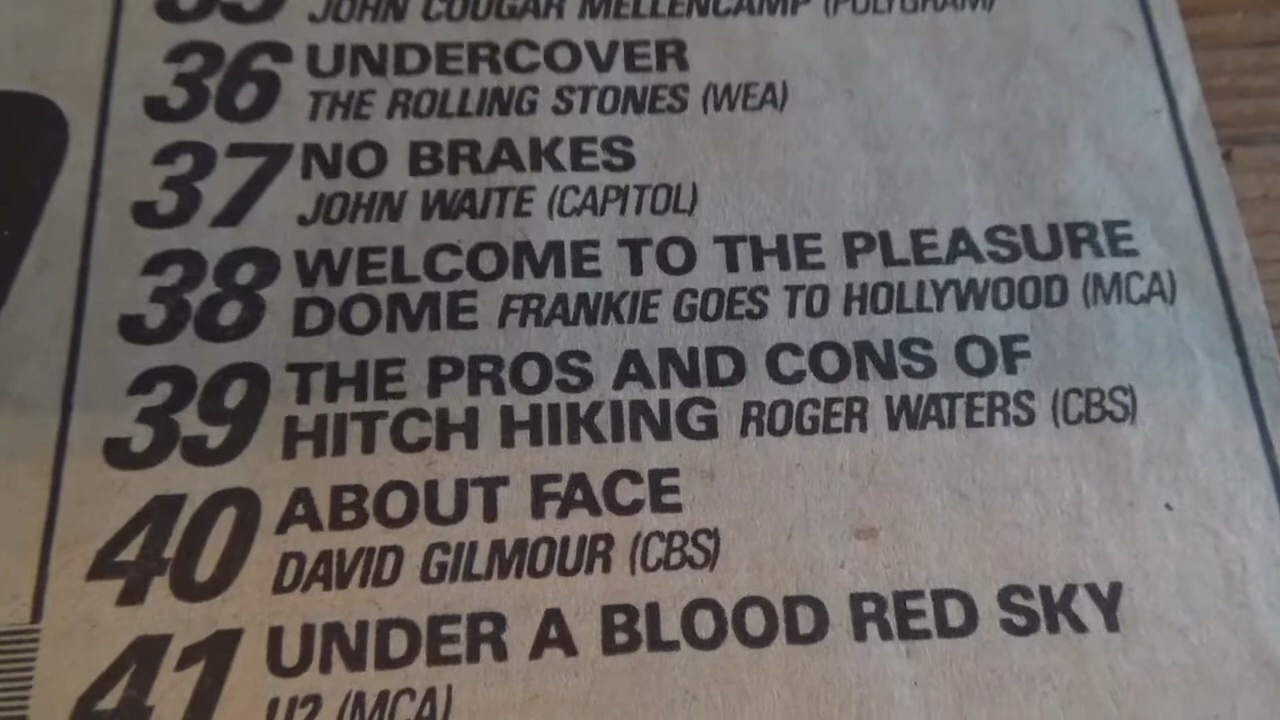 35 JOHN COUGAR MELLENCAMP (POLYGRAM)
36 UNDERCOVER
THE ROLLING STONES (WEA)
37 NO BRAKES
JOHN WAITE (CAPITOL)
38 WELCOME TO THE PLEASURE
DOME FRANKIE GOES TO HOLLYWOOD (MCA)
39 THE PROS AND CONS OF
HITCH HIKING ROGER WATERS (CBS)
40 ABOUT FACE
DAVID GILMOUR (CBS)
41 UNDER A BLOOD RED SKY
U2 (MCA)